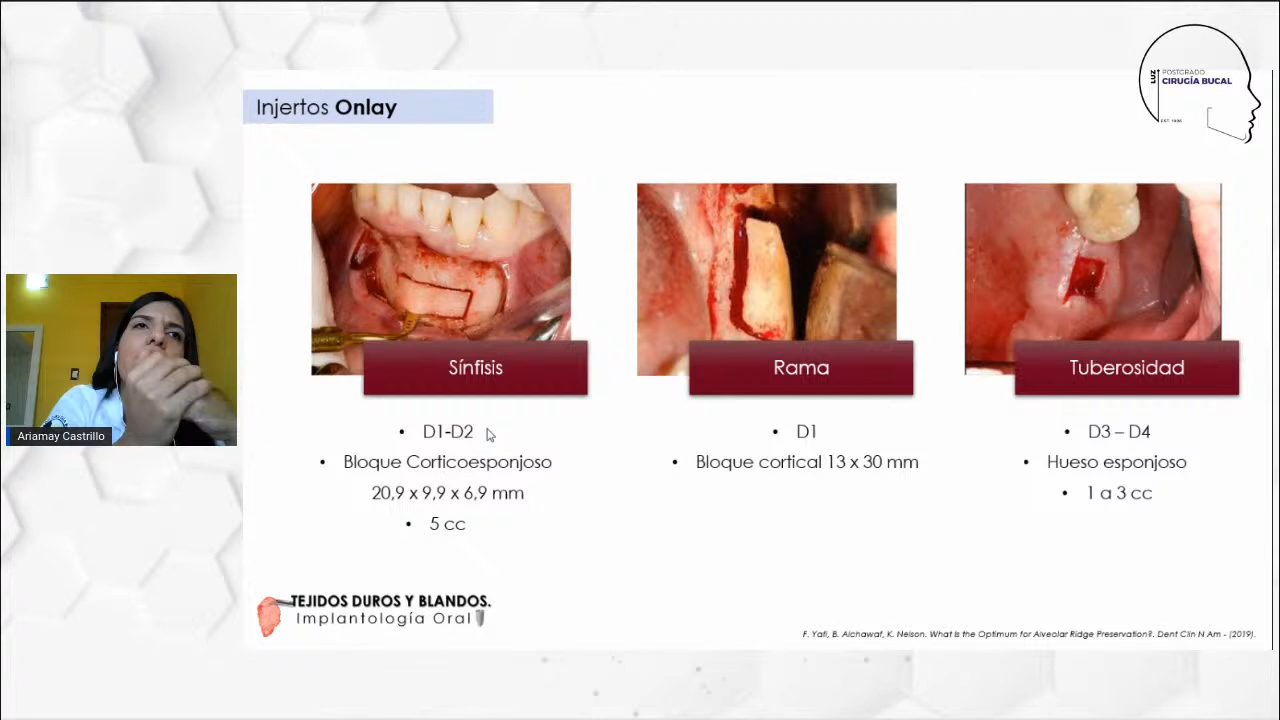 LUZ
POSTGRADO
CIRUGÍA BUCAL
EST. 1998
Injertos Onlay
Sínfisis
Rama
Tuberosidad
• D1-D2
• Bloque Corticoesponjoso
20,9 x 9,9 x 6,9 mm
• 5 cc
• D1
• Bloque cortical 13 x 30 mm
• D3 – D4
• Hueso esponjoso
• 1 a 3 cc
Ariamay Castrillo
TEJIDOS DUROS Y BLANDOS.
Implantología Oral
F. Yafi, B. Alchawaf, K. Nelson. What is the Optimum for Alveolar Ridge Preservation?. Dent Clin N Am - (2019).